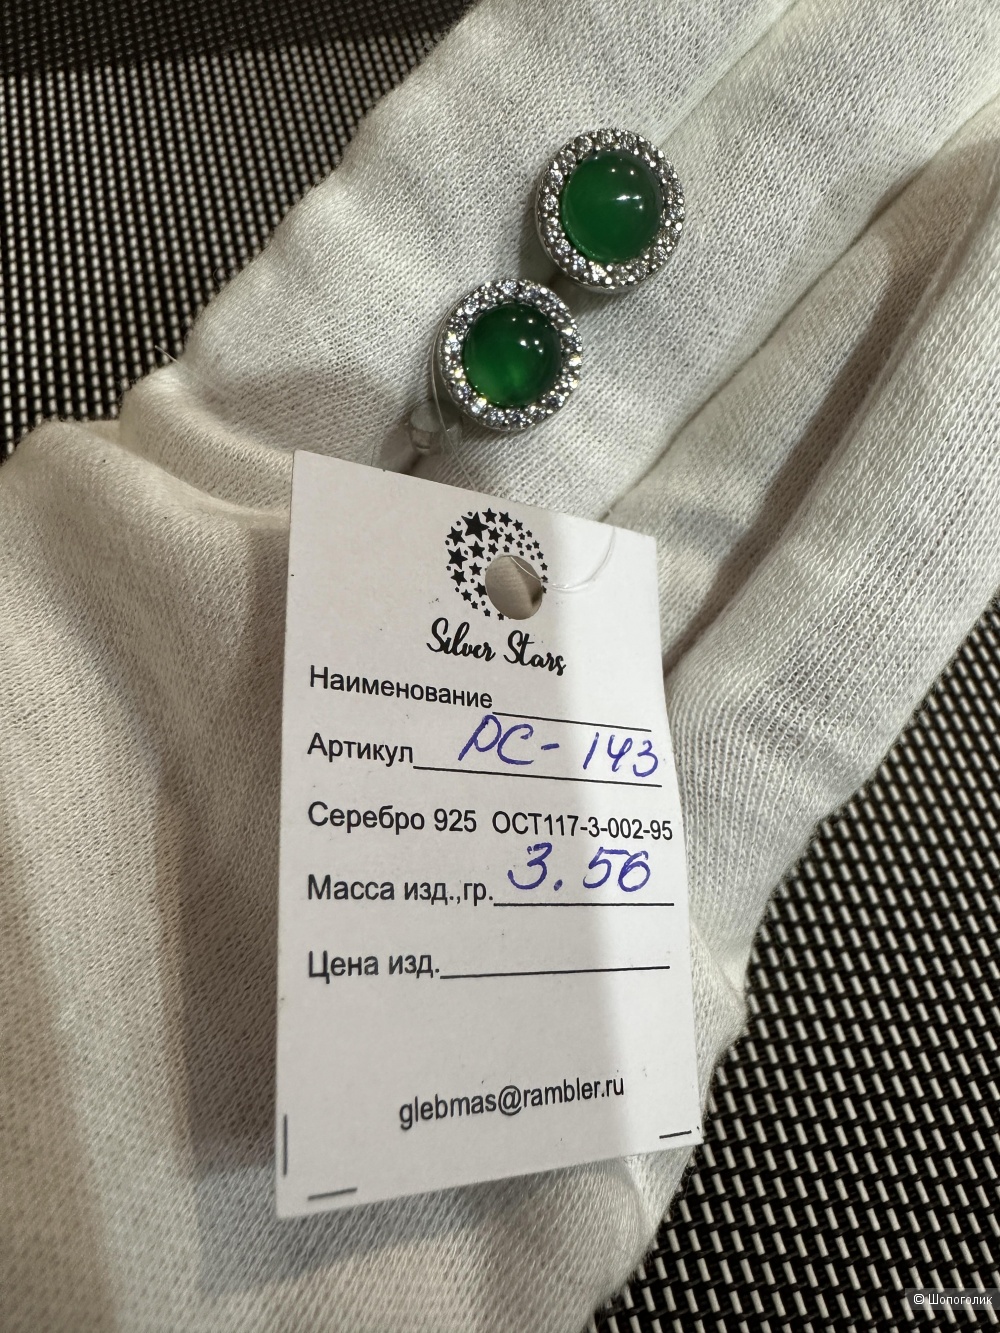 Silver Stars
Наименование
Артикул РС-143
Серебро 925 ОСТ117-3-002-95
Масса изд.,гр. 3.56
Цена изд.
glebmas@rambler.ru
© Шопоголик